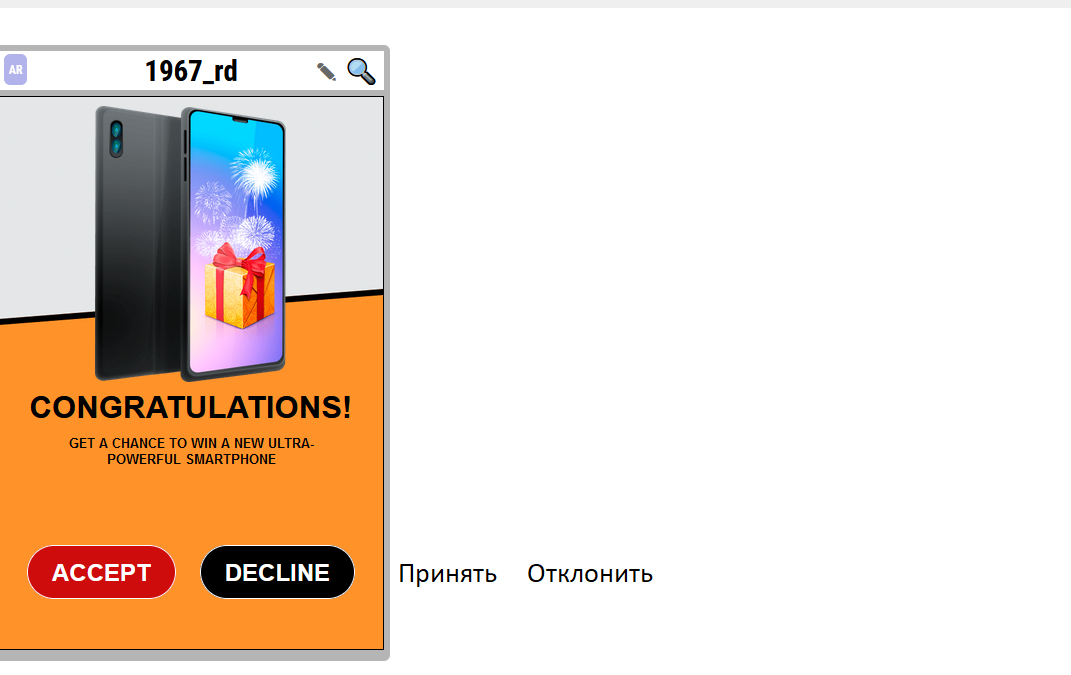 AR
1967_rd
CONGRATULATIONS!
GET A CHANCE TO WIN A NEW ULTRA-
POWERFUL SMARTPHONE
ACCEPT DECLINE Принять Отклонить